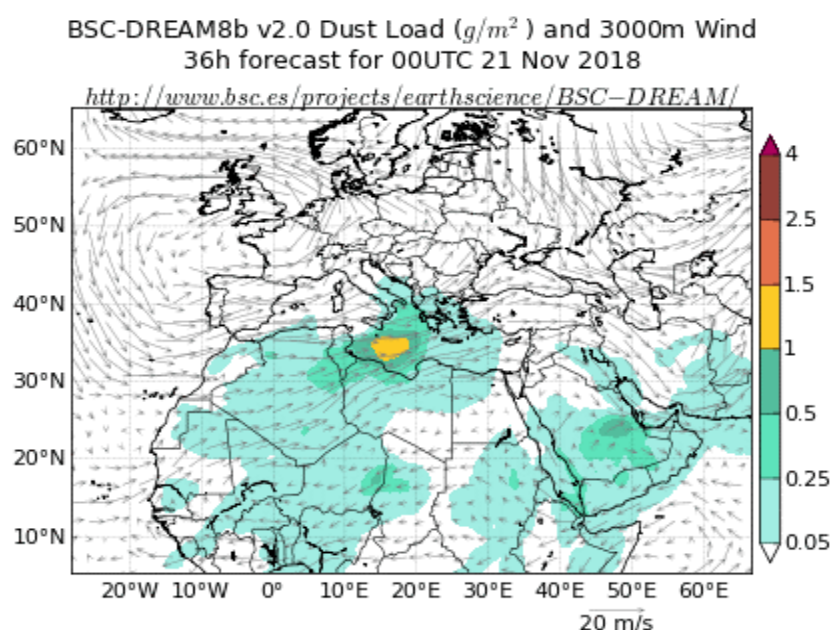 BSC-DREAM8b v2.0 Dust Load (g/m²) and 3000m Wind
36h forecast for 00UTC 21 Nov 2018
http://www.bsc.es/projects/earthscience/BSC−DREAM/
60°N
50°N
40°N
30°N
20°N
10°N
4
2.5
1.5
1
0.5
0.25
0.05
20°W 10°W 0° 10°E 20°E 30°E 40°E 50°E 60°E
20 m/s